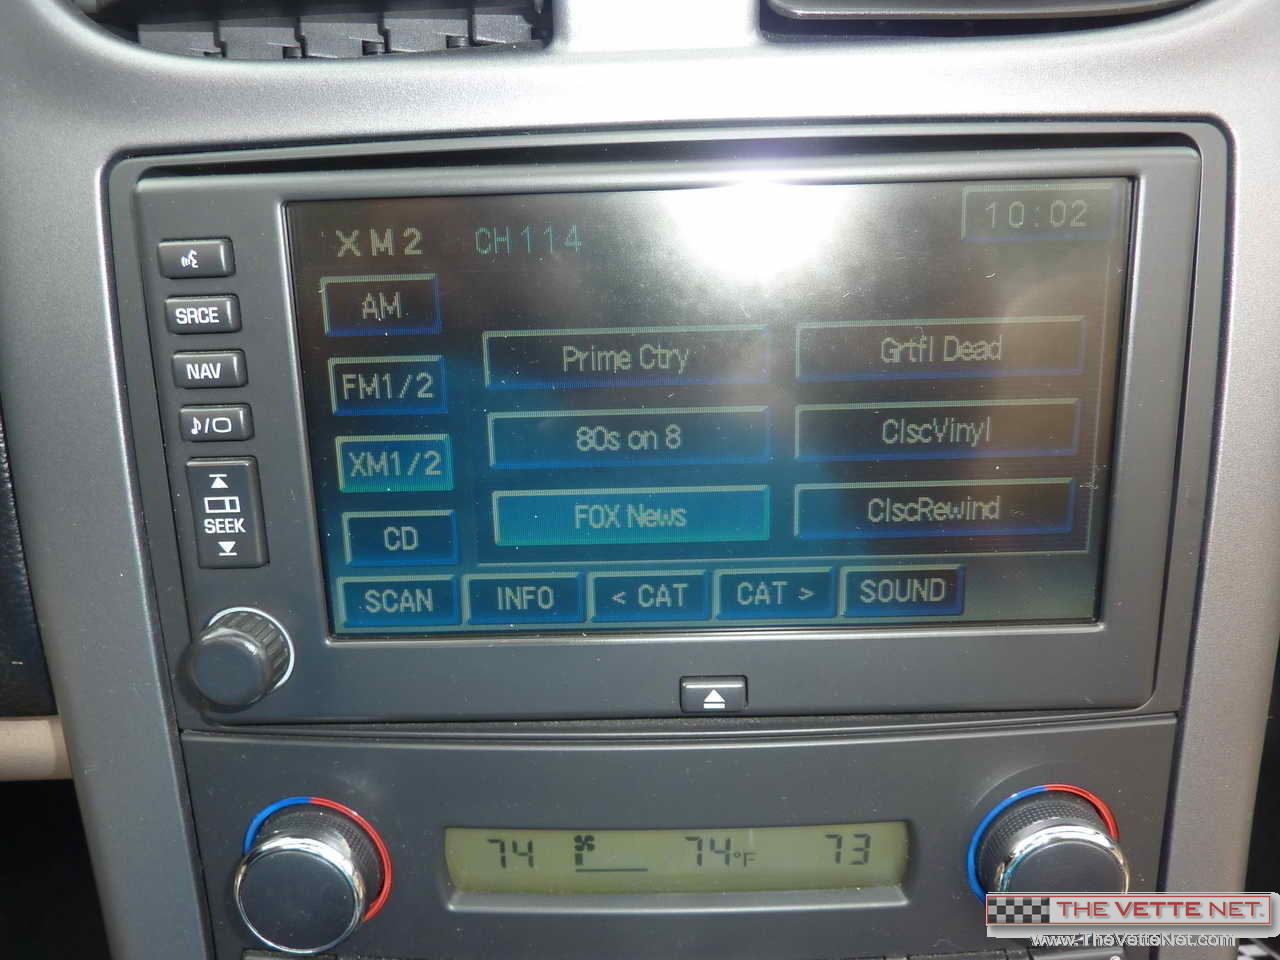 XM2 CH114 10:02
AM
SRCE
Prime Ctry Grtfl Dead
NAV FM1/2
80s on 8 ClscVinyl
XM1/2
SEEK FOX News ClscRewind
CD
SCAN INFO < CAT CAT > SOUND
74 74°F 73
THE VETTE NET.
www.TheVetteNet.com